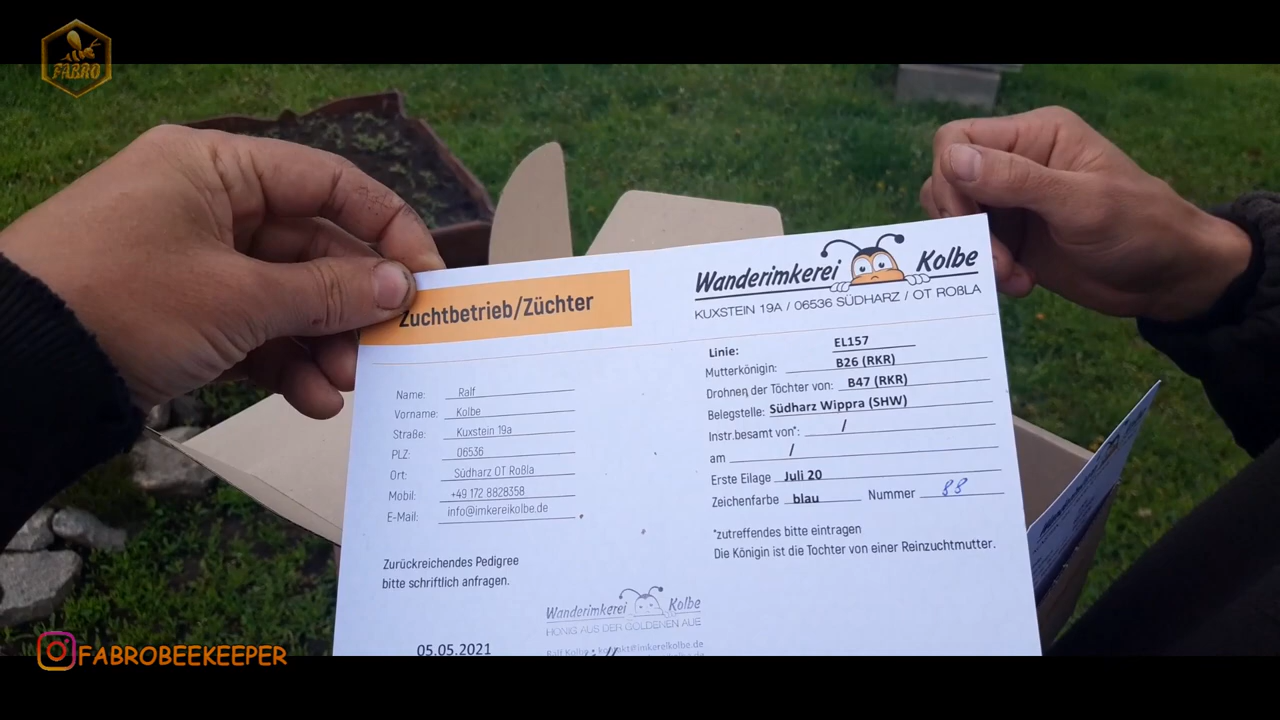 FABRO
Zuchtbetrieb/Züchter
Wanderimkerei Kolbe
KUXSTEIN 19A / 06536 SÜDHARZ / OT ROßLA
Name: Ralf
Vorname: Kolbe
Straße: Kuxstein 19a
PLZ: 06536
Ort: Südharz OT Roßla
Mobil: +49 172 8828358
E-Mail: info@imkereikolbe.de
Zurückreichendes Pedigree
bitte schriftlich anfragen.
Linie: EL157
Mutterkönigin: B26 (RKR)
Drohnen der Töchter von: B47 (RKR)
Belegstelle: Südharz Wippra (SHW)
Instr.besamt von*: /
am /
Erste Eilage Juli 20
Zeichenfarbe blau Nummer 88
*zutreffendes bitte eintragen
Die Königin ist die Tochter von einer Reinzuchtmutter.
Wanderimkerei Kolbe
HONIG AUS DER GOLDENEN AUE
05.05.2021
FABROBEEKEEPER